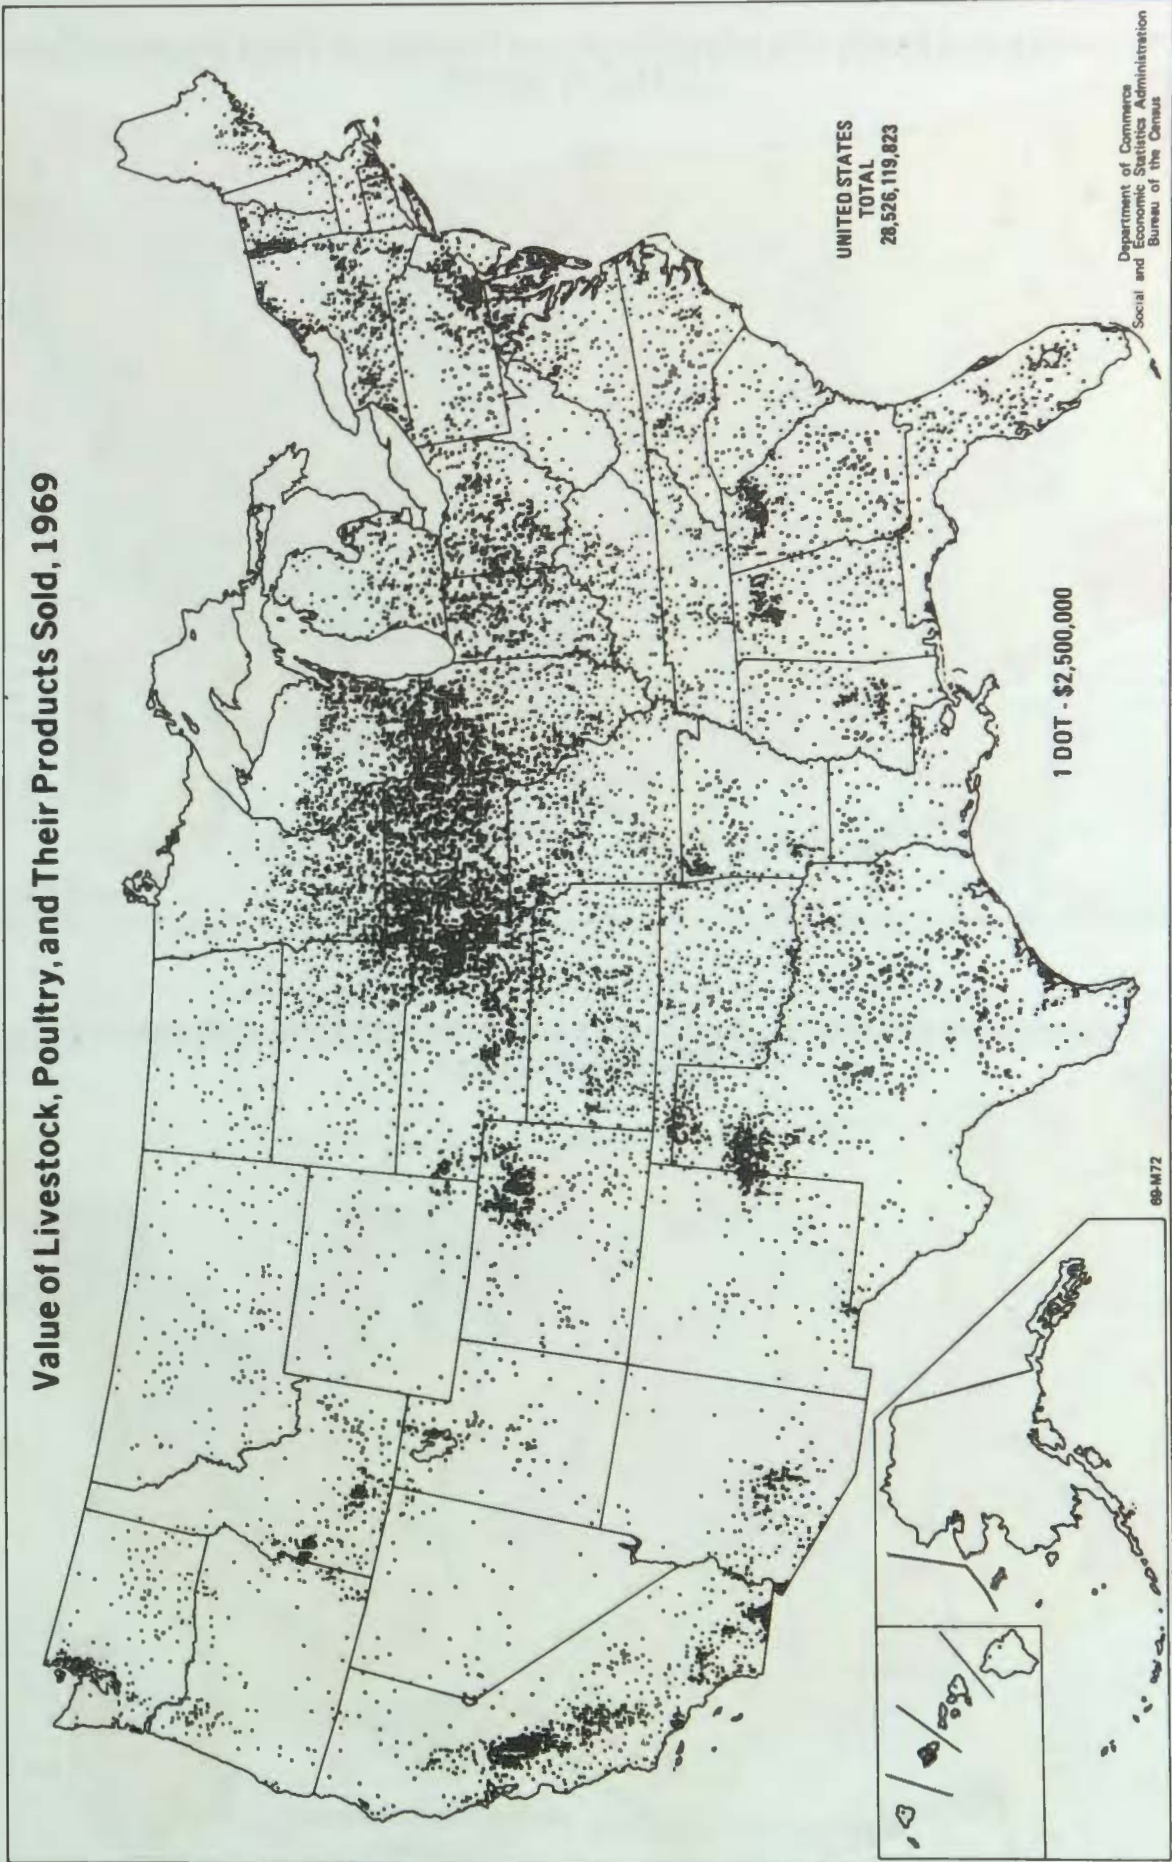 Value of Livestock, Poultry, and Their Products Sold, 1969
UNITED STATES
TOTAL
28,526,119,823
1 DOT - $2,500,000
69-M72
Department of Commerce
Social and Economic Statistics Administration
Bureau of the Census